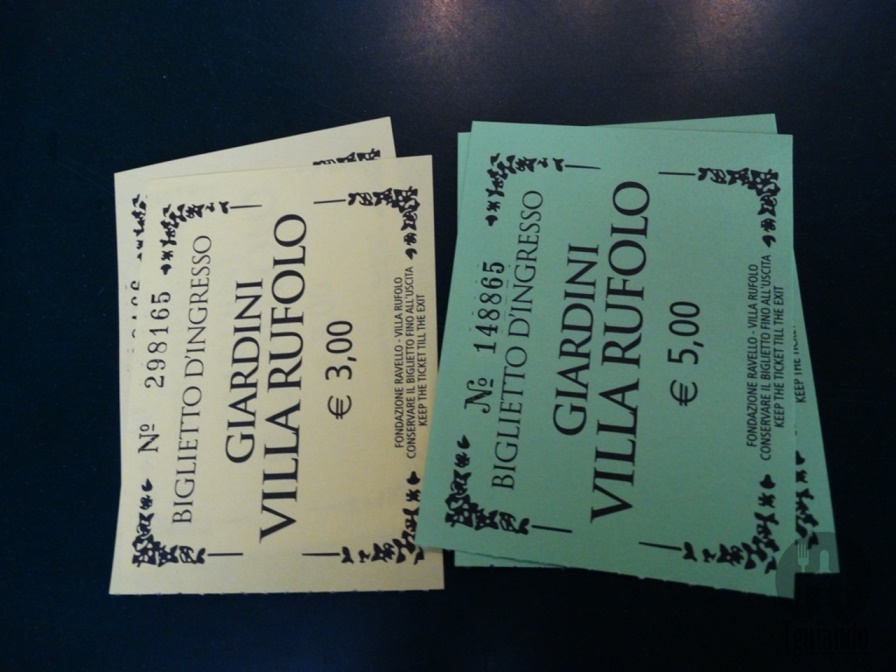 Nº 298165
BIGLIETTO D'INGRESSO
GIARDINI
VILLA RUFOLO
€ 3,00
FONDAZIONE RAVELLO - VILLA RUFOLO
CONSERVARE IL BIGLIETTO FINO ALL'USCITA
KEEP THE TICKET TILL THE EXIT
Nº 148865
BIGLIETTO D'INGRESSO
GIARDINI
VILLA RUFOLO
€ 5,00
FONDAZIONE RAVELLO - VILLA RUFOLO
CONSERVARE IL BIGLIETTO FINO ALL'USCITA
KEEP THE TICKET TILL THE EXIT
KEEP THE